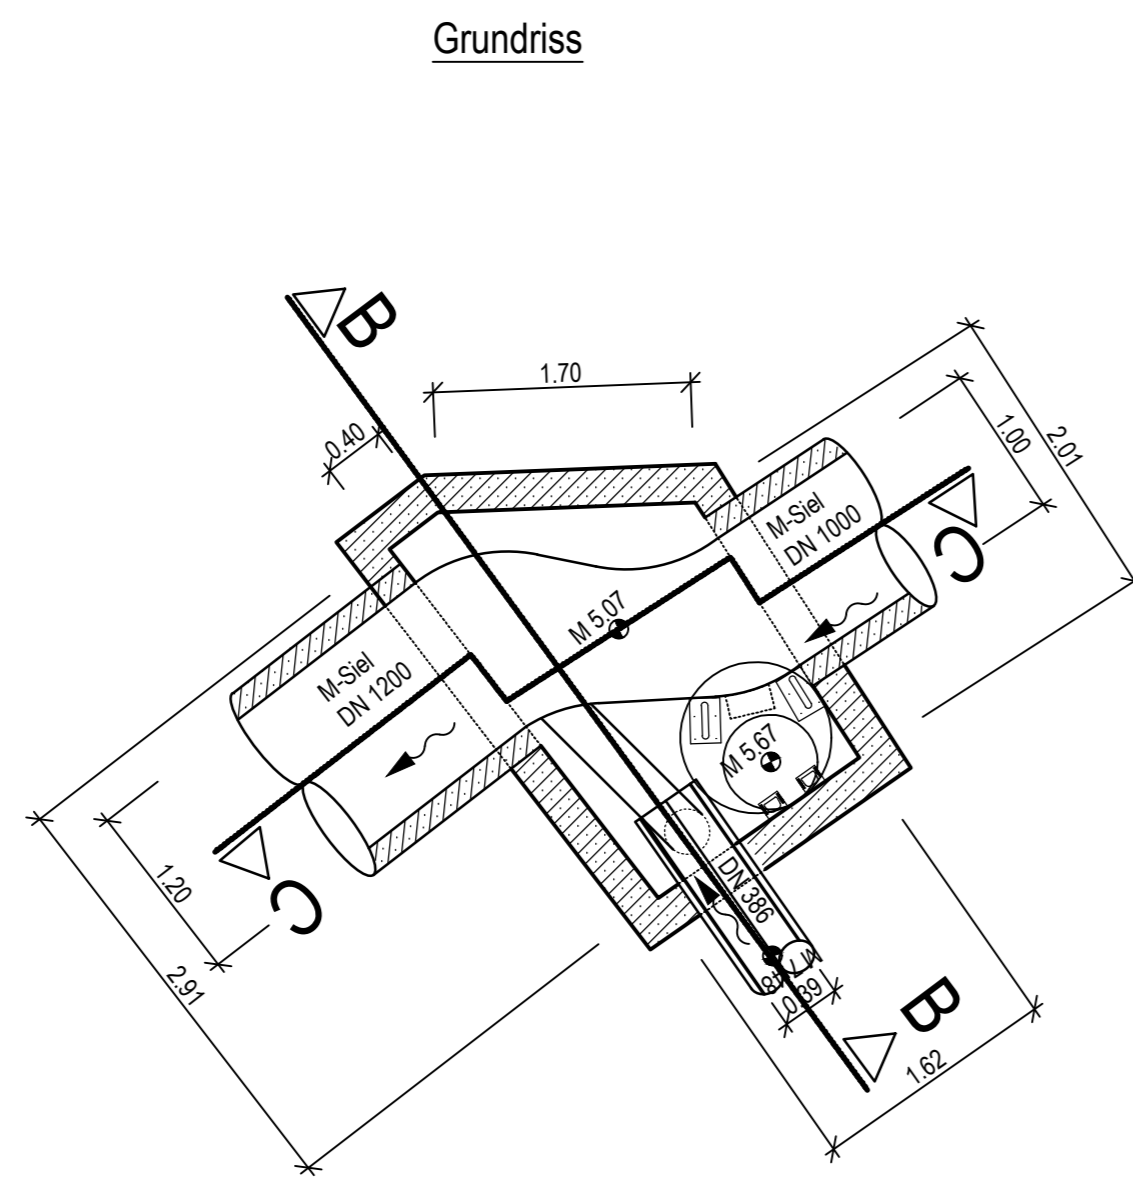 Grundriss
B
1.70
0.40
1.00
2.01
M-Siel
DN 1000
C
M 5.07
M-Siel
DN 1200
M 5.67
DN 386
1.20
C
2.91
0.39
B
1.62